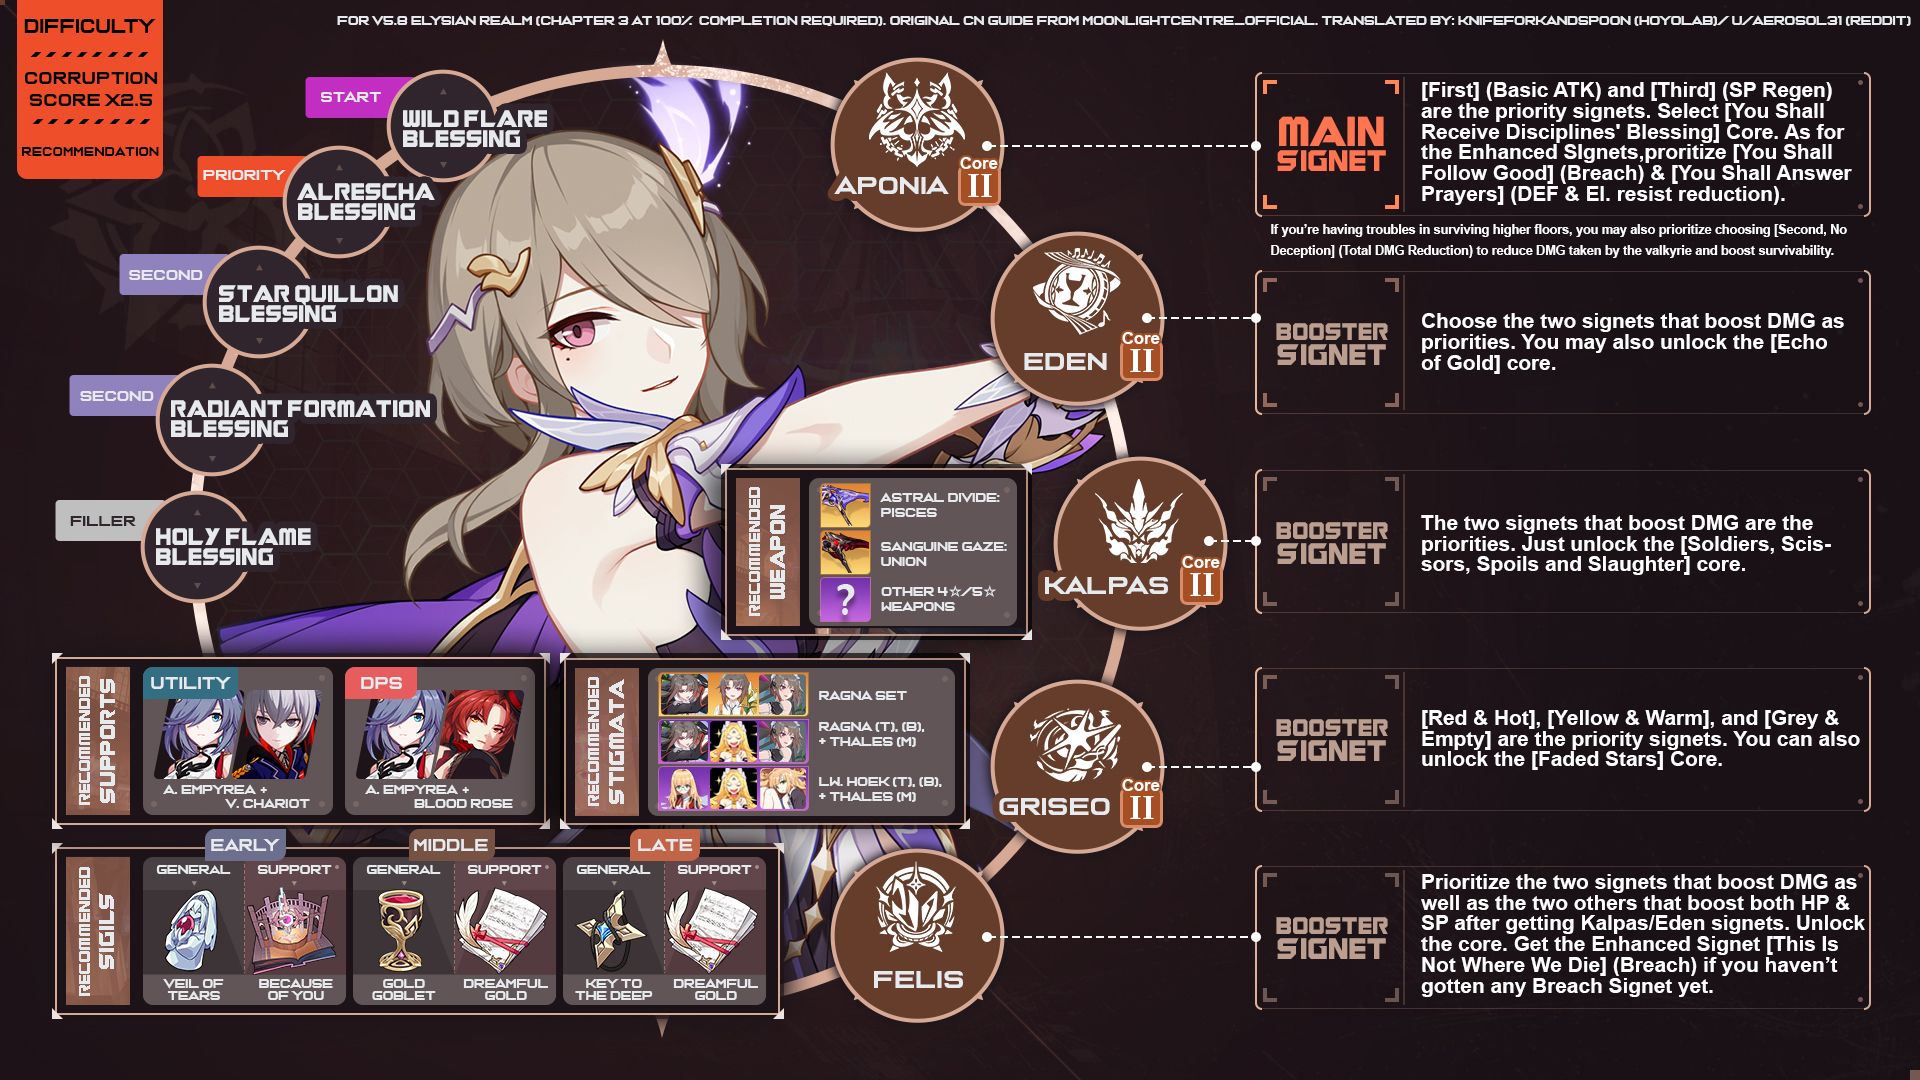 FOR V5.8 ELYSIAN REALM (CHAPTER 3 AT 100% COMPLETION REQUIRED). ORIGINAL CN GUIDE FROM MOONLIGHTCENTRE_OFFICIAL. TRANSLATED BY: KNIFEFORKANDSPOON (HOYOLAB)/ U/AEROSOL31 (REDDIT)
DIFFICULTY
CORRUPTION
SCORE X2.5
RECOMMENDATION
START
WILD FLARE
BLESSING
PRIORITY
ALRESCHA
BLESSING
SECOND
STAR QUILLON
BLESSING
SECOND
RADIANT FORMATION
BLESSING
FILLER
HOLY FLAME
BLESSING
APONIA
Core
II
MAIN
SIGNET
[First] (Basic ATK) and [Third] (SP Regen)
are the priority signets. Select [You Shall
Receive Disciplines' Blessing] Core. As for
the Enhanced SIgnets,proritize [You Shall
Follow Good] (Breach) & [You Shall Answer
Prayers] (DEF & El. resist reduction).
If you're having troubles in surviving higher floors, you may also prioritize choosing [Second, No
Deception] (Total DMG Reduction) to reduce DMG taken by the valkyrie and boost survivability.
EDEN
Core
II
BOOSTER
SIGNET
Choose the two signets that boost DMG as
priorities. You may also unlock the [Echo
of Gold] core.
KALPAS
Core
II
BOOSTER
SIGNET
The two signets that boost DMG are the
priorities. Just unlock the [Soldiers, Scis-
sors, Spoils and Slaughter] core.
GRISEO
Core
II
BOOSTER
SIGNET
[Red & Hot], [Yellow & Warm], and [Grey &
Empty] are the priority signets. You can also
unlock the [Faded Stars] Core.
FELIS
BOOSTER
SIGNET
Prioritize the two signets that boost DMG as
well as the two others that boost both HP &
SP after getting Kalpas/Eden signets. Unlock
the core. Get the Enhanced Signet [This Is
Not Where We Die] (Breach) if you haven't
gotten any Breach Signet yet.
RECOMMENDED
WEAPON
ASTRAL DIVIDE:
PISCES
SANGUINE GAZE:
UNION
?
OTHER 4☆/5☆
WEAPONS
RECOMMENDED
SUPPORTS
UTILITY
A. EMPYREA +
V. CHARIOT
DPS
A. EMPYREA +
BLOOD ROSE
RECOMMENDED
STIGMATA
RAGNA SET
RAGNA (T), (B),
+ THALES (M)
LW. HOEK (T), (B),
+ THALES (M)
RECOMMENDED
SIGILS
EARLY
GENERAL
SUPPORT
VEIL OF
TEARS
BECAUSE
OF YOU
MIDDLE
GENERAL
SUPPORT
GOLD
GOBLET
DREAMFUL
GOLD
LATE
GENERAL
SUPPORT
KEY TO
THE DEEP
DREAMFUL
GOLD